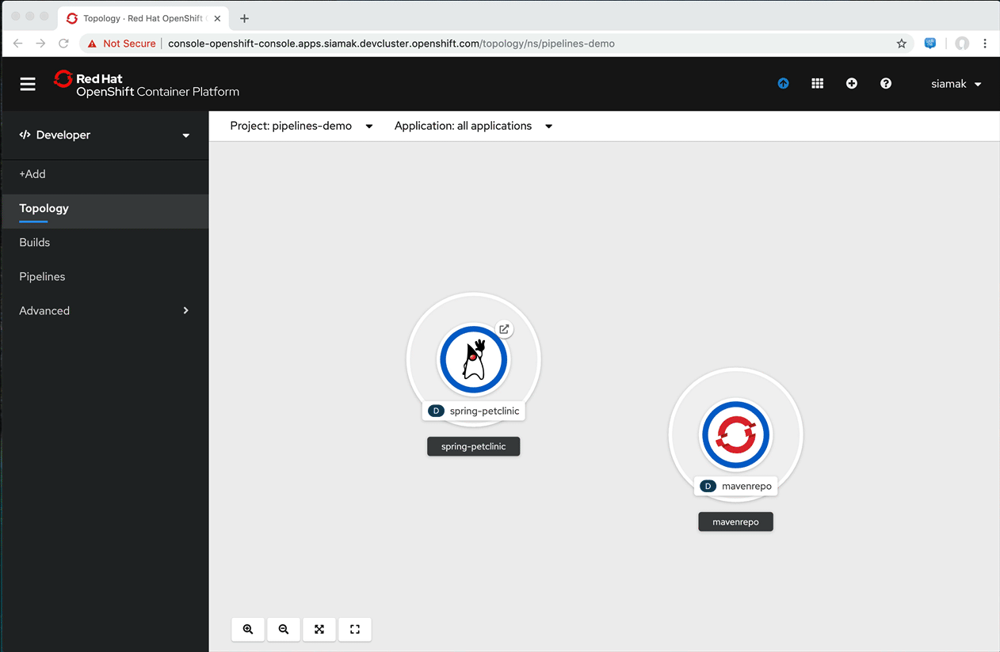 Topology · Red Hat OpenShift
Not Secure
console-openshift-console.apps.siamak.devcluster.openshift.com/topology/ns/pipelines-demo
Red Hat
OpenShift Container Platform
siamak
Developer
Project: pipelines-demo
Application: all applications
+Add
Topology
Builds
Pipelines
Advanced
D spring-petclinic
spring-petclinic
D mavenrepo
mavenrepo